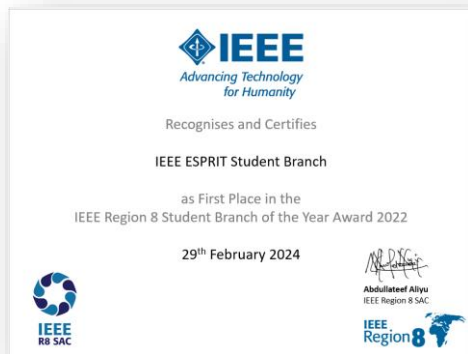 IEEE
Advancing Technology
for Humanity
Recognises and Certifies
IEEE ESPRIT Student Branch
as First Place in the
IEEE Region 8 Student Branch of the Year Award 2022
29th February 2024
Abdullateef Aliyu
IEEE Region 8 SAC
IEEE
R8 SAC
IEEE
Region 8